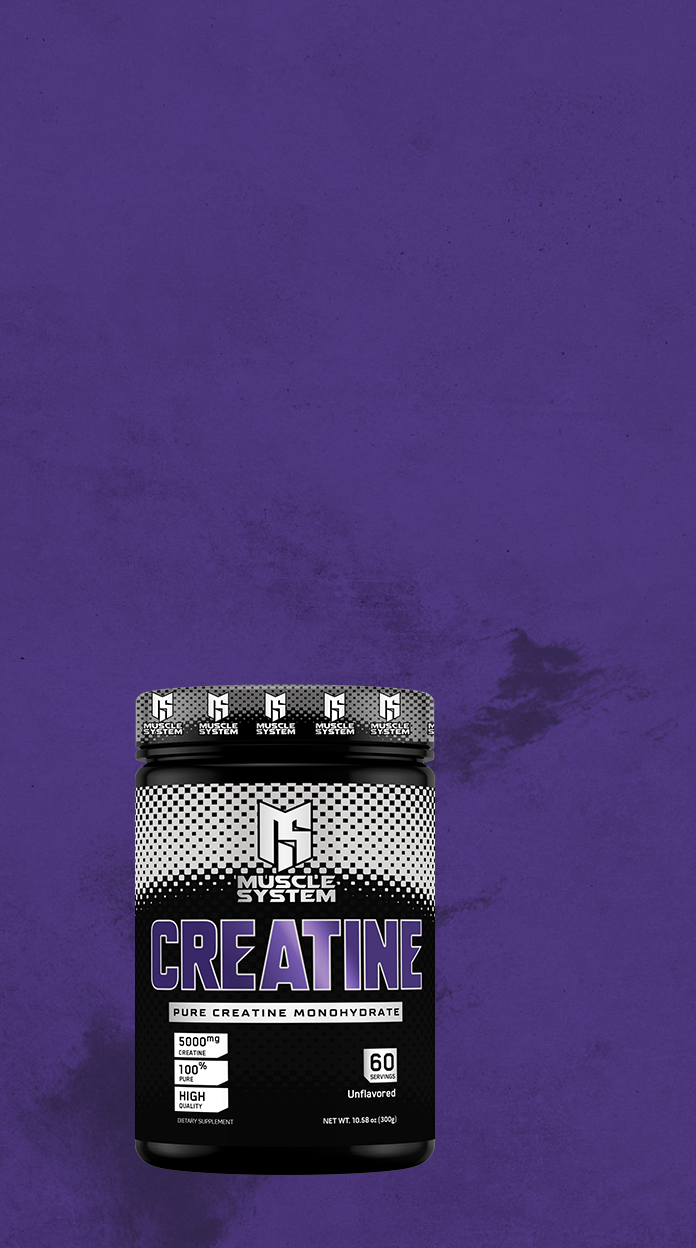 MUSCLE MUSCLE MUSCLE MUSCLE MUSCLE
SYSTEM SYSTEM SYSTEM SYSTEM SYSTEM
MUSCLE
SYSTEM
CREATINE
PURE CREATINE MONOHYDRATE
5000mg
CREATINE
100%
PURE
HIGH
QUALITY
60
SERVINGS
Unflavored
DIETARY SUPPLEMENT
NET WT. 10.58 oz (300g)